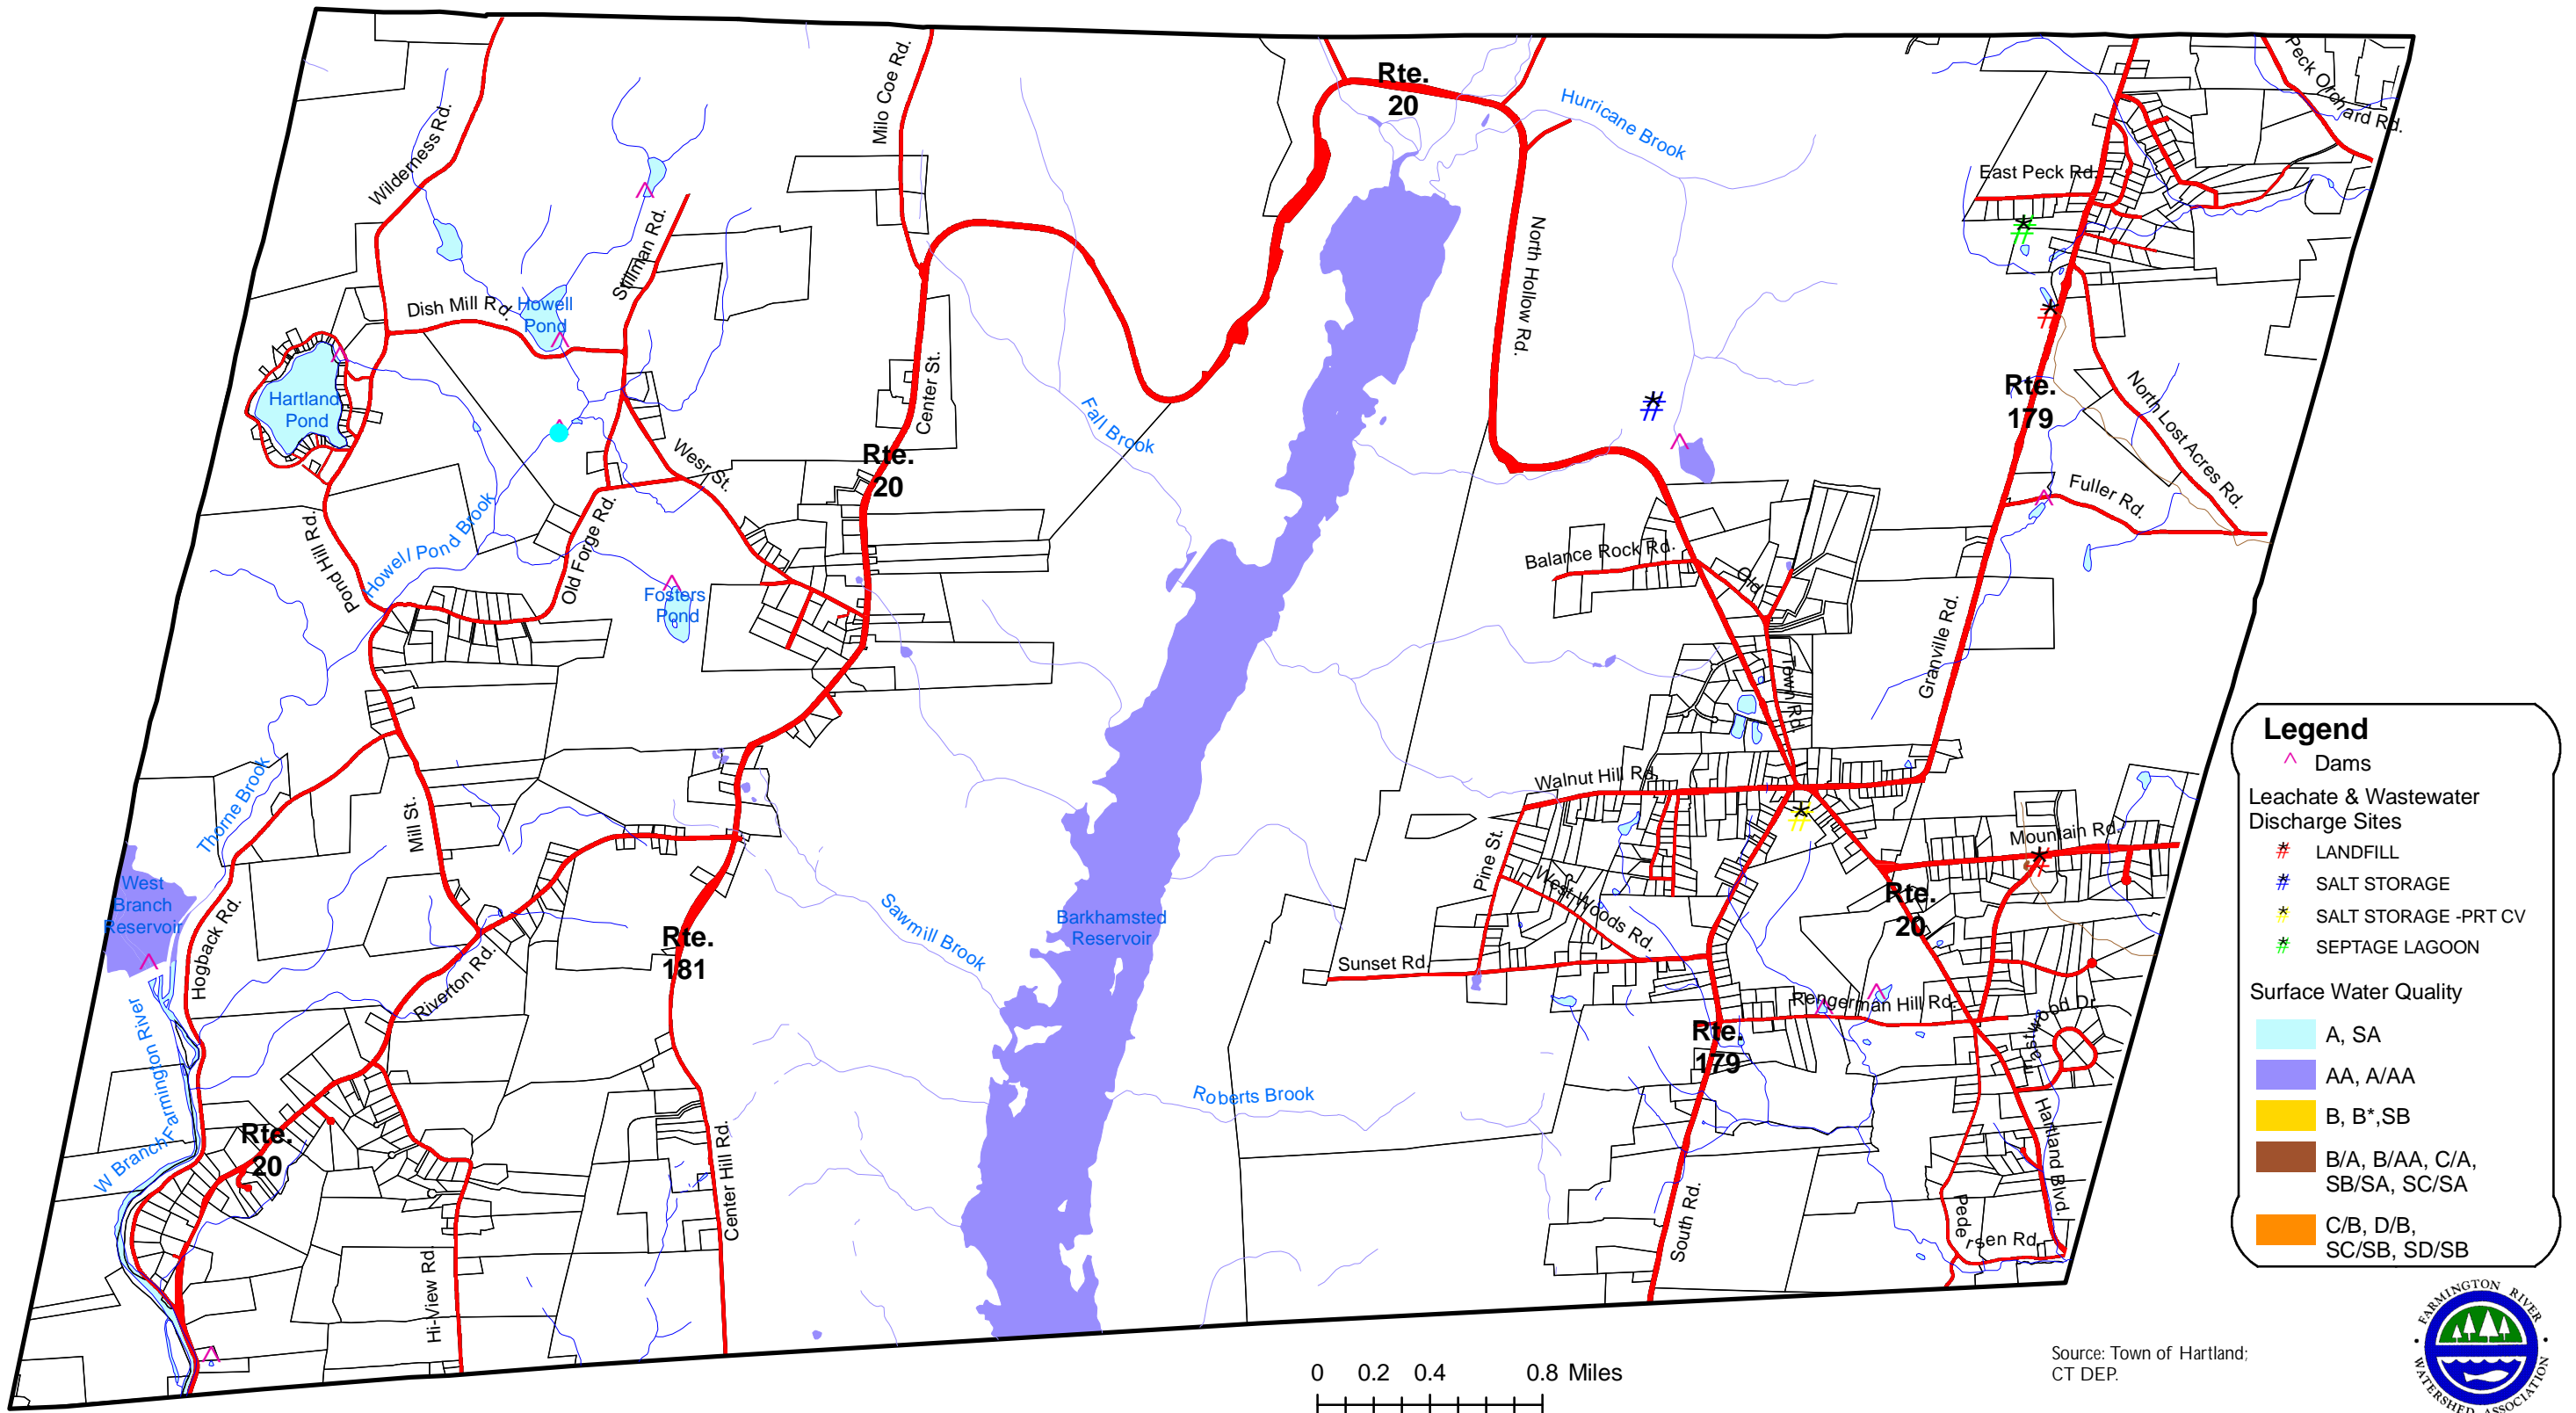 Rte.
20
Hurricane Brook
Peck Orchard Rd.
Milo Coe Rd.
Wilderness Rd.
East Peck Rd.
Stillman Rd.
North Hollow Rd.
Dish Mill Rd.
Howell
Pond
Center St.
Hartland
Pond
Fall Brook
Rte.
179
North Lost Acres Rd.
Rte.
20
Wesr St.
Fuller Rd.
Pond Hill Rd.
Howell Pond Brook
Old Forge Rd.
Balance Rock Rd.
Old
Town Rd.
Fosters
Pond
Granville Rd.
Thorne Brook
Mill St.
Walnut Hill Rd.
Mountain Rd.
Pine St.
West Woods Rd.
West
Branch
Reservoir
Hogback Rd.
Sawmill Brook
Barkhamsted
Reservoir
Rte.
20
Rte.
181
Riverton Rd.
Sunset Rd.
Rengerman Hill Rd.
W Branch Farmington River
Rte.
179
Roberts Brook
Hartland Blvd.
Rte.
20
Center Hill Rd.
South Rd.
Pedersen Rd.
Hi-View Rd.
Legend
Dams
Leachate & Wastewater
Discharge Sites
LANDFILL
SALT STORAGE
SALT STORAGE -PRT CV
SEPTAGE LAGOON
Surface Water Quality
A, SA
AA, A/AA
B, B*,SB
B/A, B/AA, C/A,
SB/SA, SC/SA
C/B, D/B,
SC/SB, SD/SB
0 0.2 0.4 0.8 Miles
Source: Town of Hartland;
CT DEP.
FARMINGTON RIVER
WATERSHED ASSOCIATION